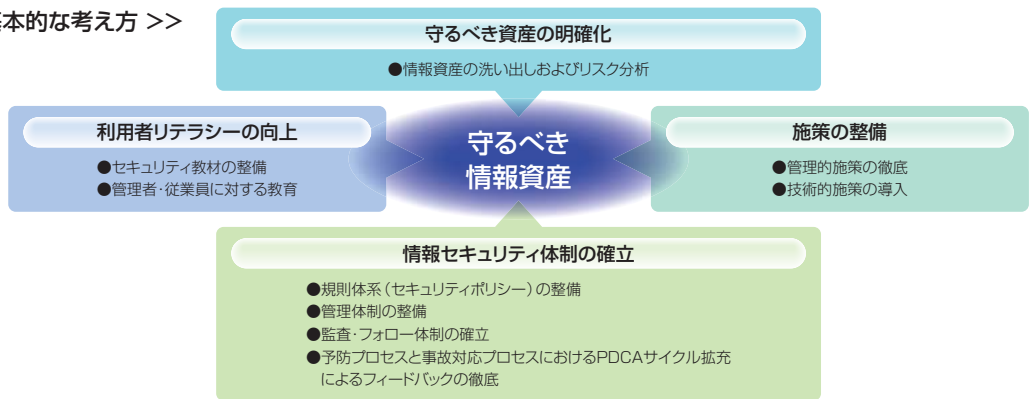 本的な考え方 >>
守るべき資産の明確化
●情報資産の洗い出しおよびリスク分析
利用者リテラシーの向上
●セキュリティ教材の整備
●管理者・従業員に対する教育
守るべき
情報資産
施策の整備
●管理的施策の徹底
●技術的施策の導入
情報セキュリティ体制の確立
●規則体系(セキュリティポリシー)の整備
●管理体制の整備
●監査・フォロー体制の確立
●予防プロセスと事故対応プロセスにおけるPDCAサイクル拡充
によるフィードバックの徹底